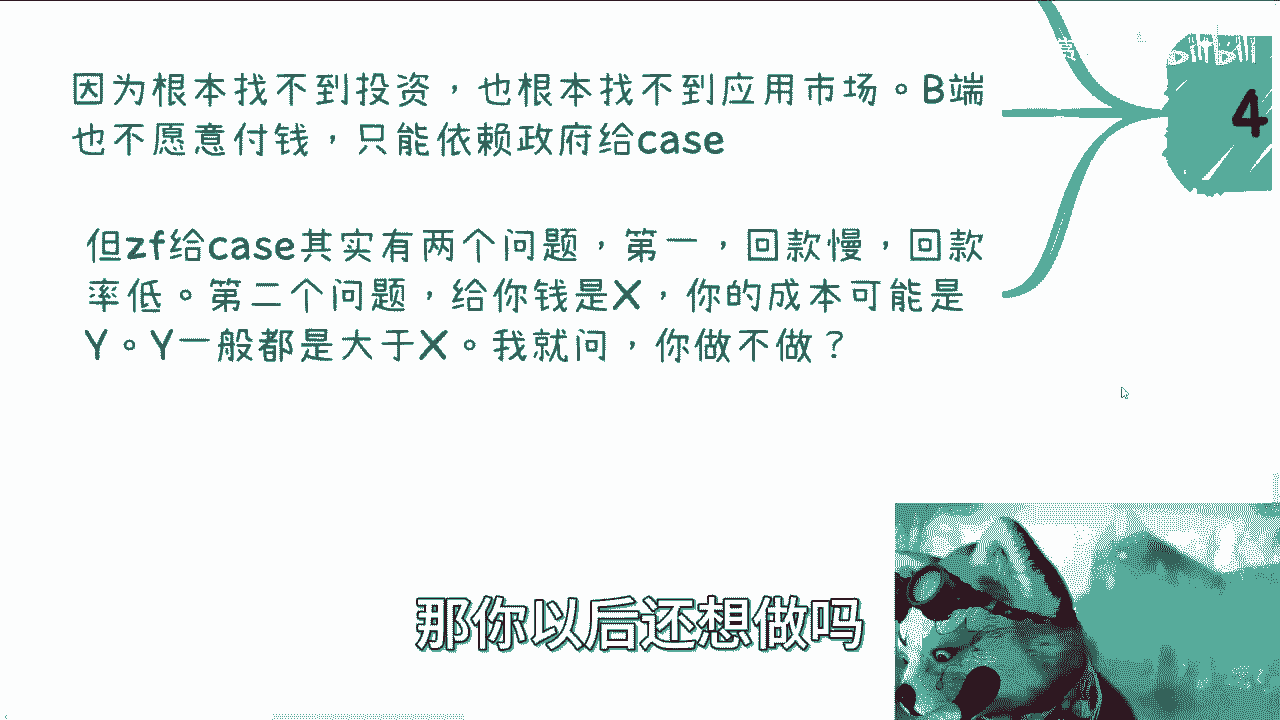 因为根本找不到投资，也根本找不到应用市场。B端
也不愿意付钱，只能依赖政府给case
但zf给case其实有两个问题，第一，回款慢，回款
率低。第二个问题，给你钱是X，你的成本可能是
Y。Y一般都是大于X。我就问，你做不做？
4
那你以后还想做吗
bilibili